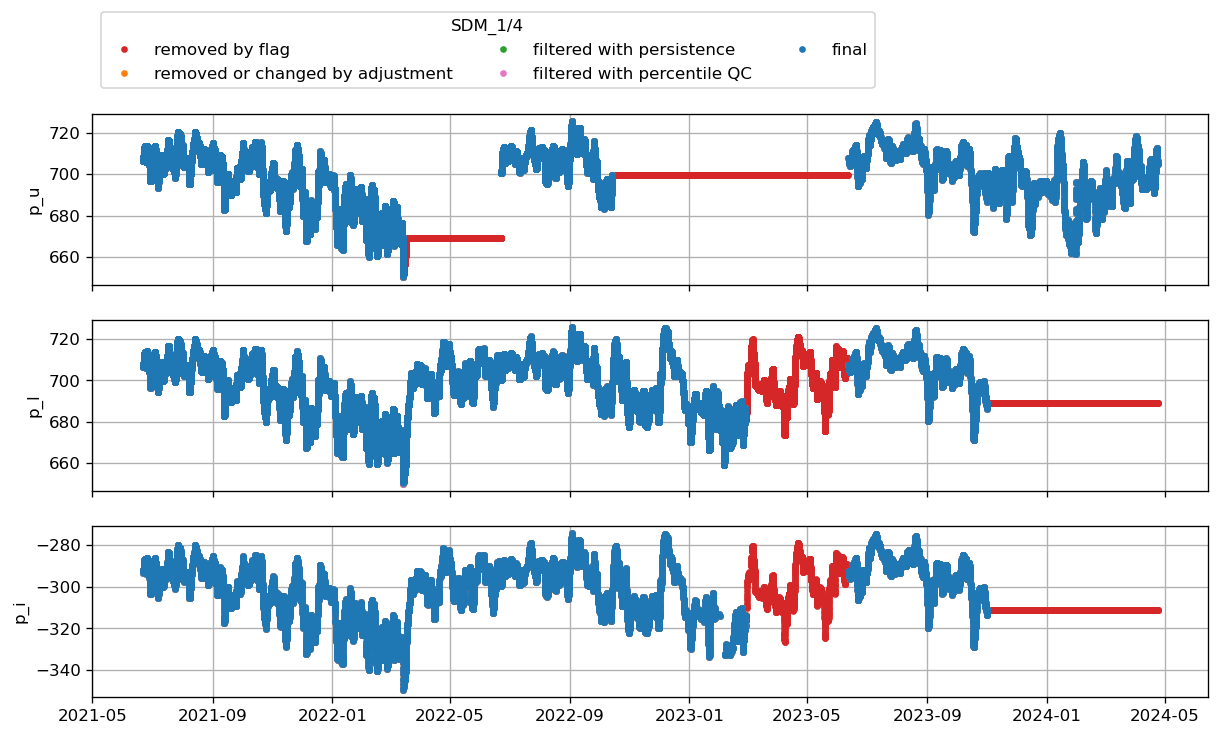 SDM_1/4
removed by flag
filtered with persistence
final
removed or changed by adjustment
filtered with percentile QC
720
700
680
660
p_u
720
700
680
660
p_l
−280
−300
−320
−340
p_i
2021-05 2021-09 2022-01 2022-05 2022-09 2023-01 2023-05 2023-09 2024-01 2024-05